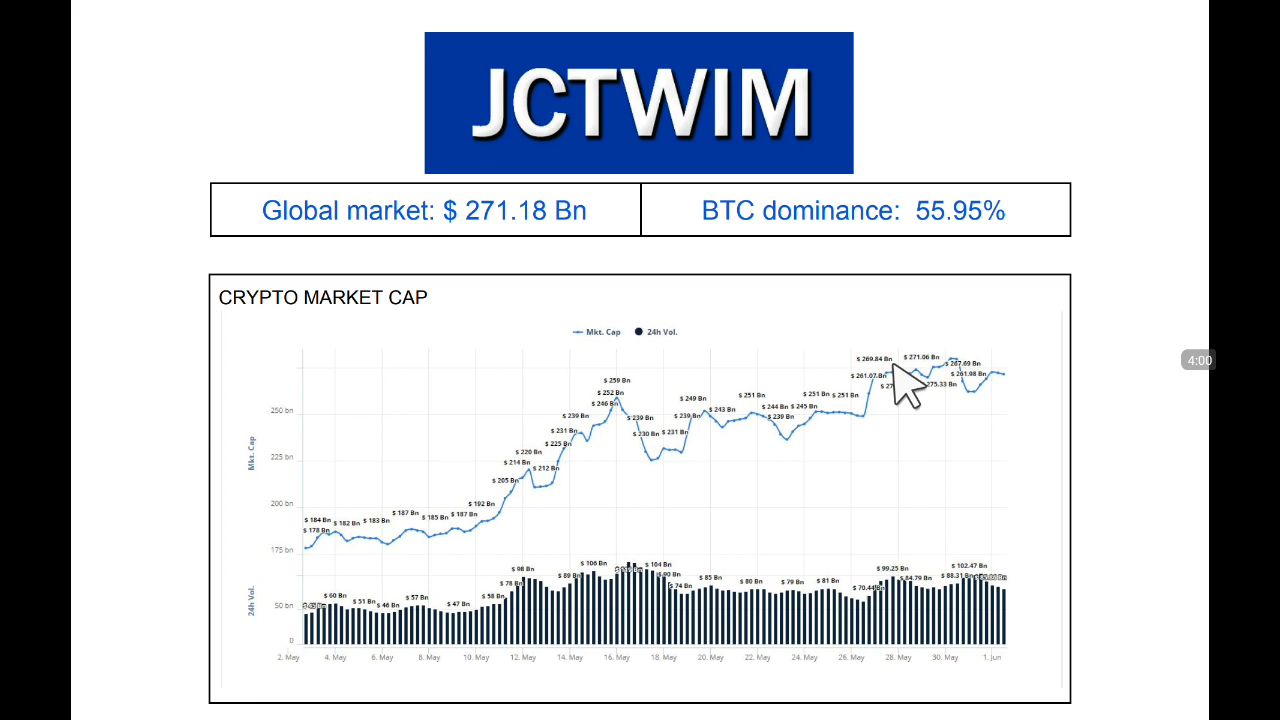 JCTWIM
Global market: $ 271.18 Bn
BTC dominance: 55.95%
CRYPTO MARKET CAP
Mkt. Cap
24h Vol.
4:00
$ 269.84 Bn
$ 271.06 Bn
$ 267.69 Bn
$ 261.07 Bn
$ 261.98 Bn
275.33 Bn
$ 259 Bn
$ 252 Bn
$ 246 Bn
$ 239 Bn
$ 239 Bn
$ 231 Bn
$ 230 Bn
$ 231 Bn
$ 225 Bn
$ 220 Bn
$ 214 Bn
$ 212 Bn
$ 205 Bn
$ 192 Bn
$ 249 Bn
$ 239 Bn
$ 243 Bn
$ 251 Bn
$ 244 Bn
$ 239 Bn
$ 245 Bn
$ 251 Bn
$ 251 Bn
$ 184 Bn
$ 178 Bn
$ 182 Bn
$ 183 Bn
$ 187 Bn
$ 185 Bn
$ 187 Bn
Mkt. Cap
250 bn
225 bn
200 bn
175 bn
24h Vol.
50 bn
0
$ 60 Bn
$ 51 Bn
$ 46 Bn
$ 57 Bn
$ 47 Bn
$ 58 Bn
$ 78 Bn
$ 98 Bn
$ 89 Bn
$ 106 Bn
$ 104 Bn
$ 90 Bn
$ 74 Bn
$ 85 Bn
$ 80 Bn
$ 79 Bn
$ 81 Bn
$ 70.44 Bn
$ 99.25 Bn
$ 84.79 Bn
$ 88.31 Bn
$ 102.47 Bn
2. May
4. May
6. May
8. May
10. May
12. May
14. May
16. May
18. May
20. May
22. May
24. May
26. May
28. May
30. May
1. Jun